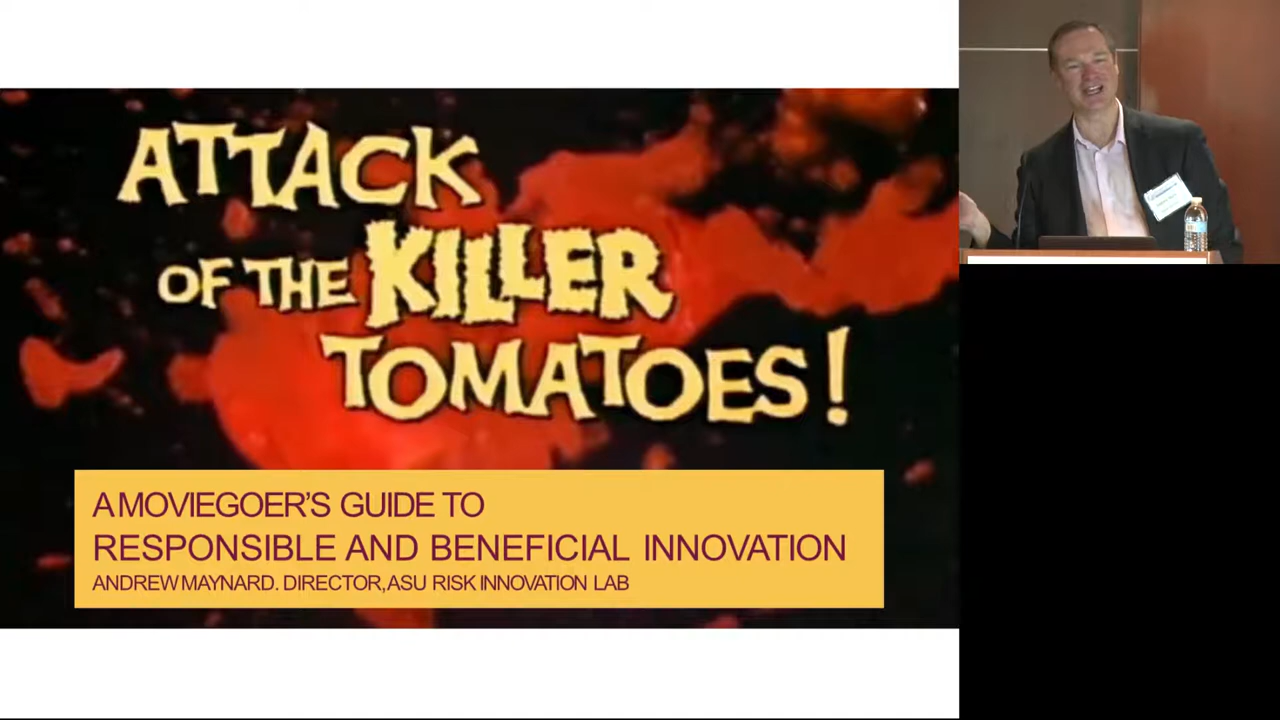 ATTACK
OF THE KILLER
TOMATOES!
A MOVIEGOER'S GUIDE TO
RESPONSIBLE AND BENEFICIAL INNOVATION
ANDREW MAYNARD. DIRECTOR, ASU RISK INNOVATION LAB